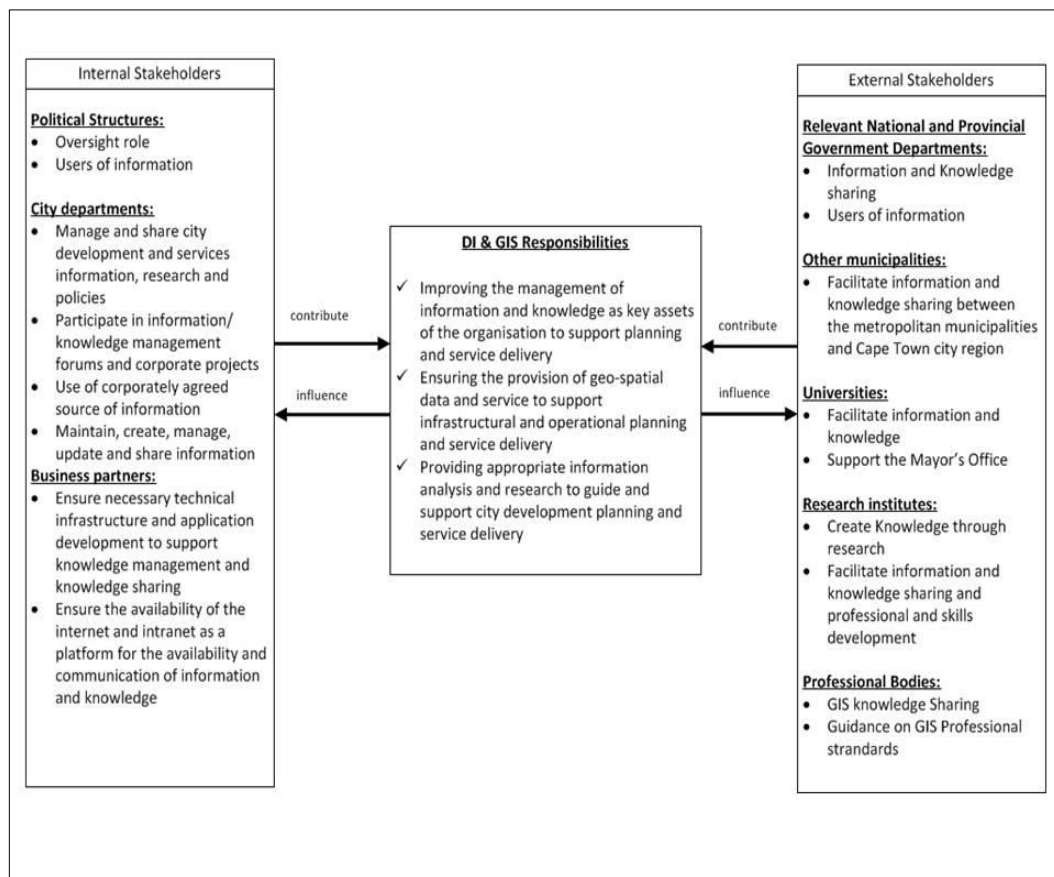 Internal Stakeholders
Political Structures:
• Oversight role
• Users of information
City departments:
• Manage and share city
development and services
information, research and
policies
• Participate in information/
knowledge management
forums and corporate projects
• Use of corporately agreed
source of information
• Maintain, create, manage,
update and share information
Business partners:
• Ensure necessary technical
infrastructure and application
development to support
knowledge management and
knowledge sharing
• Ensure the availability of the
internet and intranet as a
platform for the availability and
communication of information
and knowledge
contribute
influence
DI & GIS Responsibilities
✓ Improving the management of
information and knowledge as key assets
of the organisation to support planning
and service delivery
✓ Ensuring the provision of geo-spatial
data and service to support
infrastructural and operational planning
and service delivery
✓ Providing appropriate information
analysis and research to guide and
support city development planning and
service delivery
contribute
influence
External Stakeholders
Relevant National and Provincial
Government Departments:
• Information and Knowledge
sharing
• Users of information
Other municipalities:
• Facilitate information and
knowledge sharing between
the metropolitan municipalities
and Cape Town city region
Universities:
• Facilitate information and
knowledge
• Support the Mayor's Office
Research institutes:
• Create Knowledge through
research
• Facilitate information and
knowledge sharing and
professional and skills
development
Professional Bodies:
• GIS knowledge Sharing
• Guidance on GIS Professional
strandards